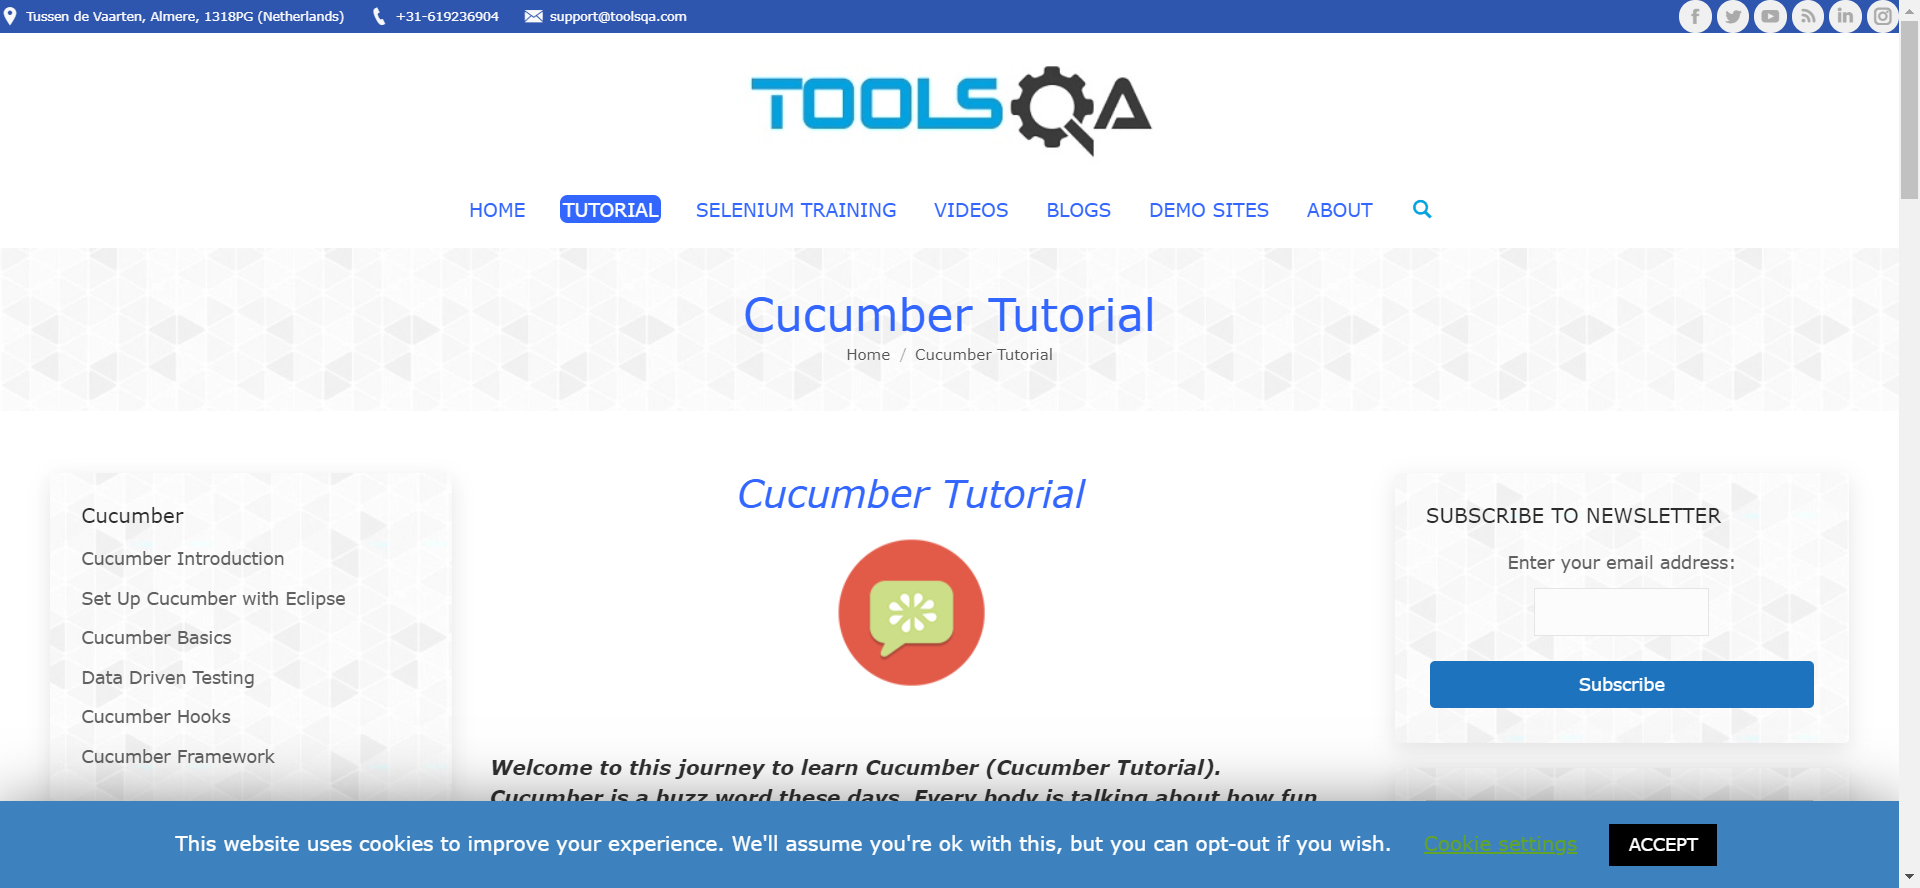 Tussen de Vaarten, Almere, 1318PG (Netherlands) +31-619236904 support@toolsqa.com
TOOLSQA
HOME TUTORIAL SELENIUM TRAINING VIDEOS BLOGS DEMO SITES ABOUT
Cucumber Tutorial
Home / Cucumber Tutorial
Cucumber
Cucumber Introduction
Set Up Cucumber with Eclipse
Cucumber Basics
Data Driven Testing
Cucumber Hooks
Cucumber Framework
Cucumber Tutorial
Welcome to this journey to learn Cucumber (Cucumber Tutorial).
Cucumber is a buzz word these days. Every body is talking about how fun
SUBSCRIBE TO NEWSLETTER
Enter your email address:
Subscribe
This website uses cookies to improve your experience. We'll assume you're ok with this, but you can opt-out if you wish. Cookie settings ACCEPT